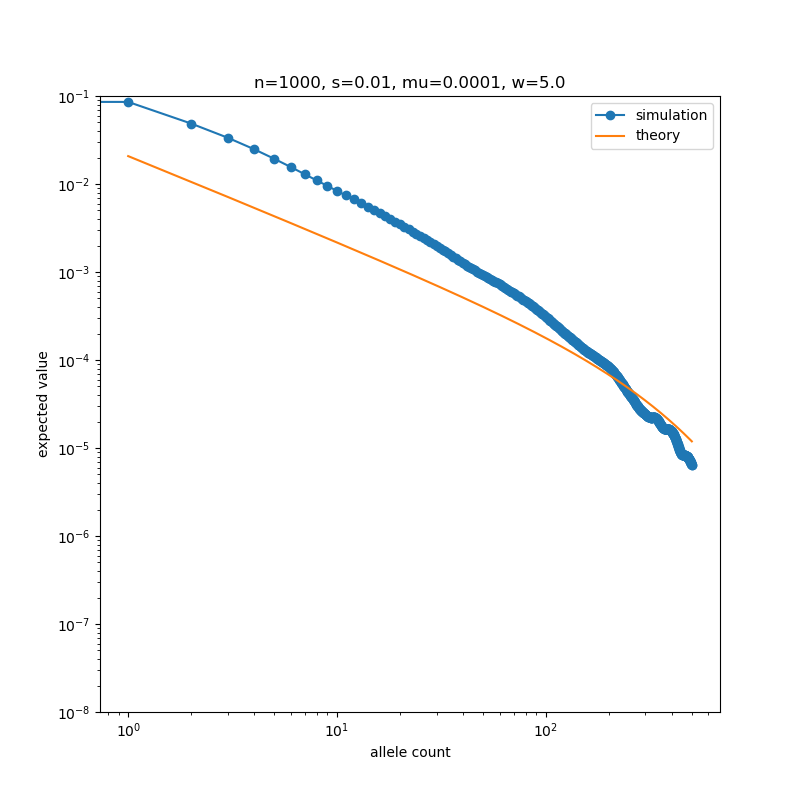 n=1000, s=0.01, mu=0.0001, w=5.0
simulation
theory
10⁻¹
10⁻²
10⁻³
10⁻⁴
10⁻⁵
10⁻⁶
10⁻⁷
10⁻⁸
expected value
10⁰
10¹
10²
allele count